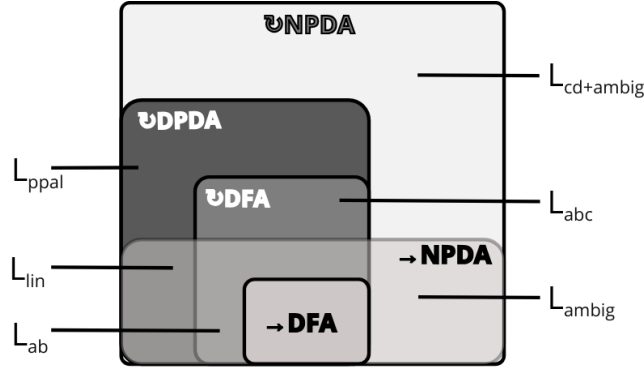 ↻NPDA
L_cd+ambig
↻DPDA
L_ppal
↻DFA
L_abc
→NPDA
L_lin
L_ambig
→DFA
L_ab